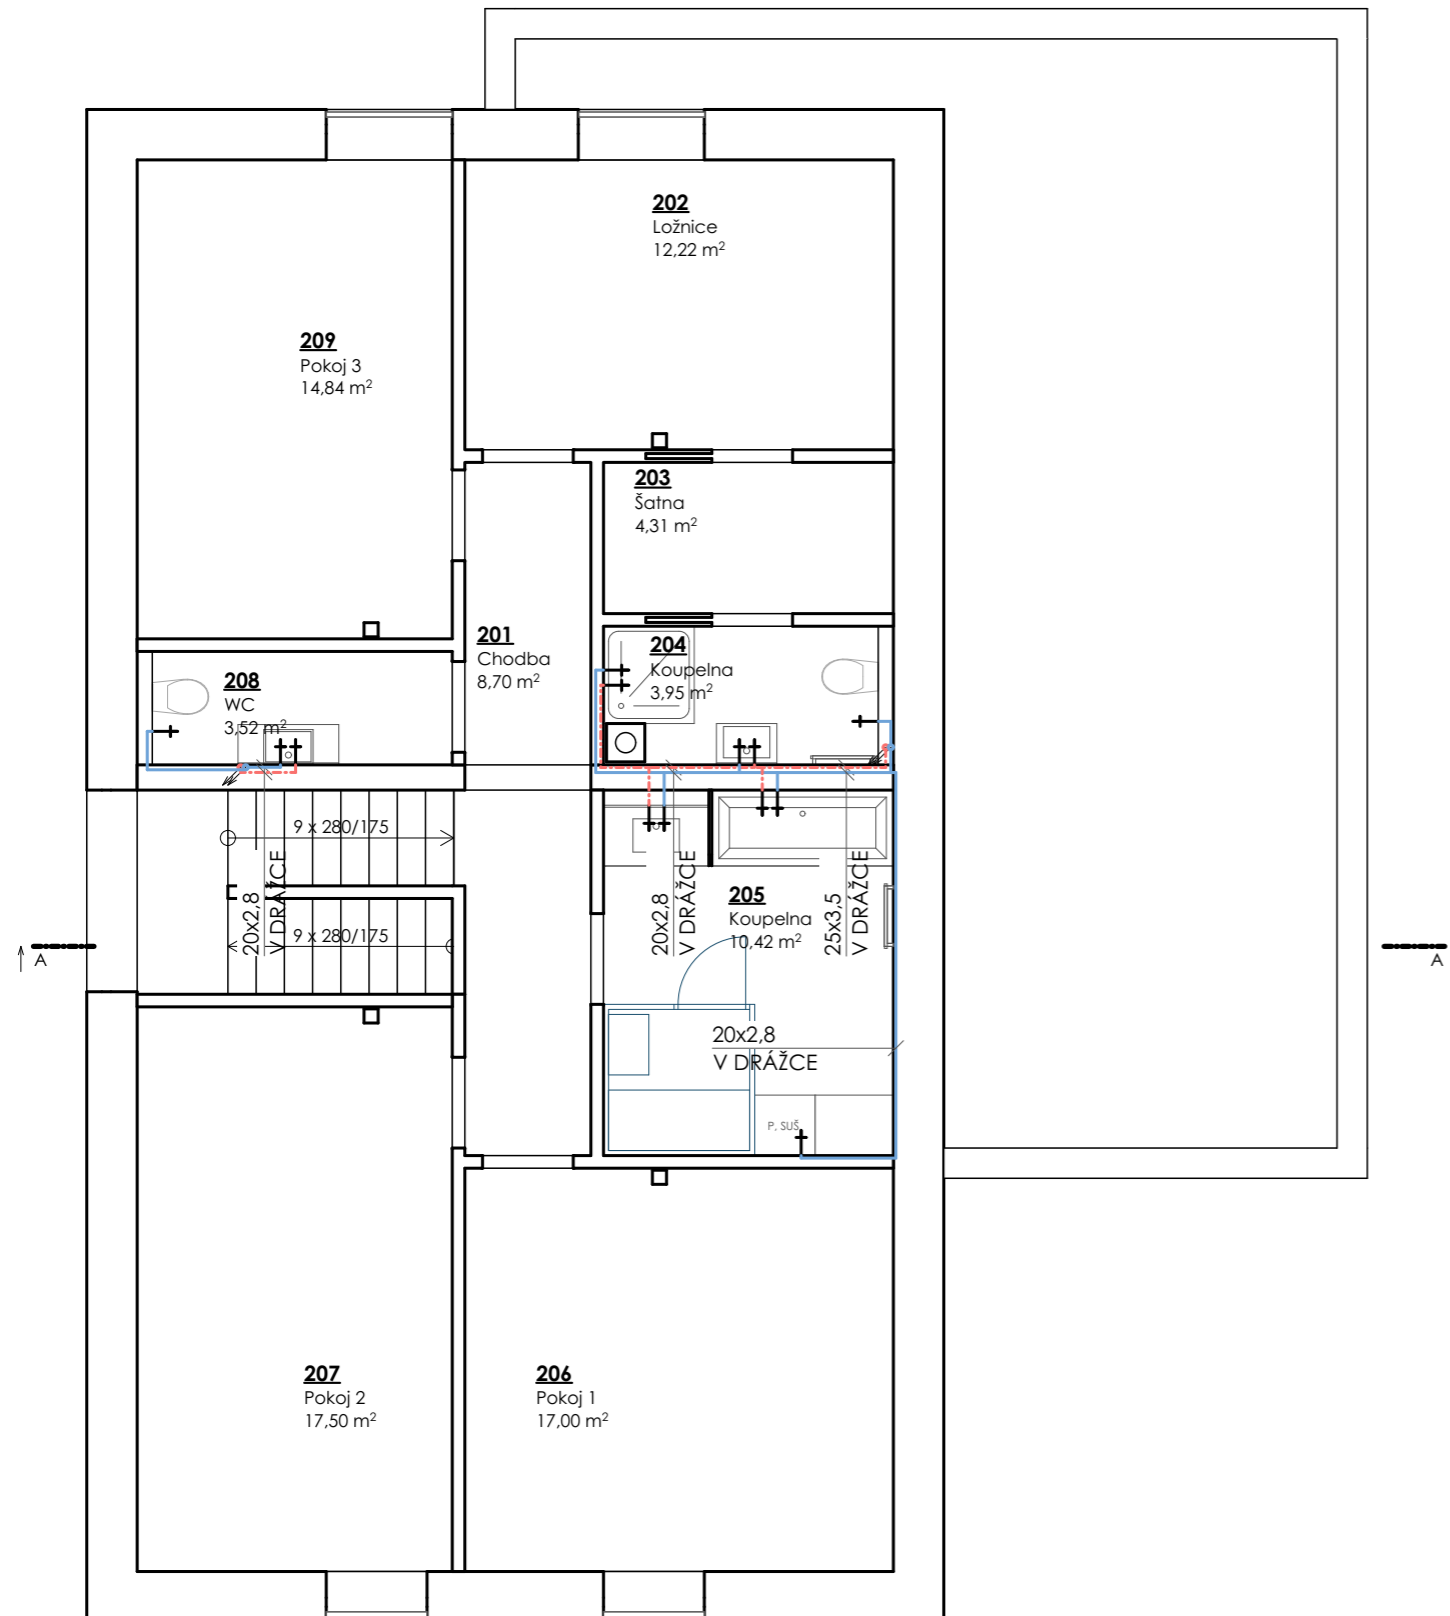 202
Ložnice
12,22 m²
209
Pokoj 3
14,84 m²
203
Šatna
4,31 m²
201
Chodba
8,70 m²
204
Koupelna
3,95 m²
208
WC
3,52 m²
9 x 280/175
9 x 280/175
20x2,8
V DRÁŽCE
20x2,8
V DRÁŽCE
25x3,5
V DRÁŽCE
205
Koupelna
10,42 m²
A
A
20x2,8
V DRÁŽCE
P, SUŠ.
207
Pokoj 2
17,50 m²
206
Pokoj 1
17,00 m²